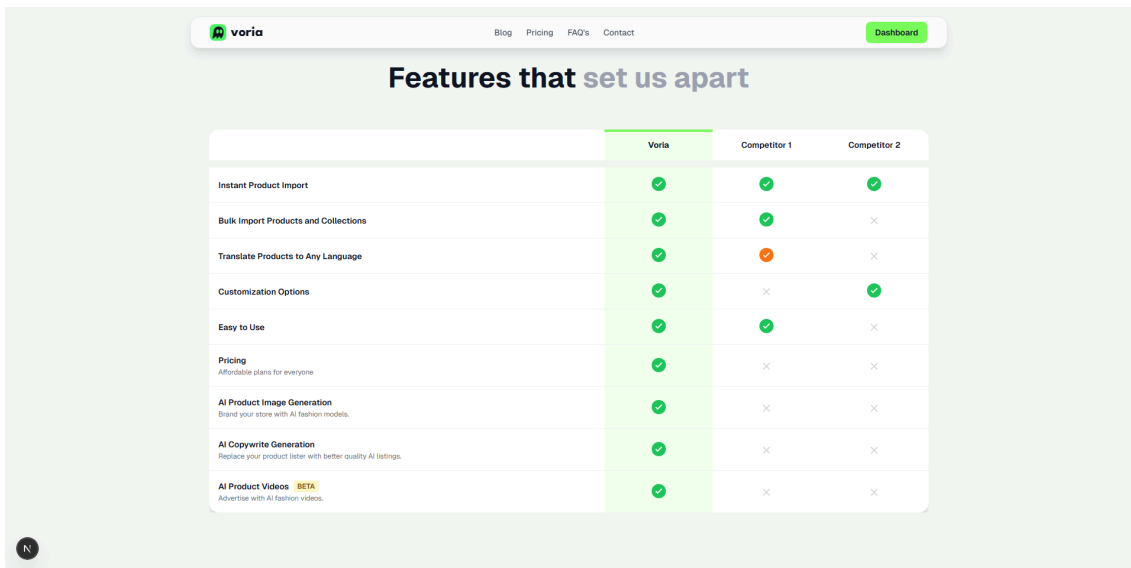 voria
Blog Pricing FAQ's Contact Dashboard
Features that set us apart
Voria Competitor 1 Competitor 2
Instant Product Import
Bulk Import Products and Collections
Translate Products to Any Language
Customization Options
Easy to Use
Pricing
Affordable plans for everyone
AI Product Image Generation
Brand your store with AI fashion models.
AI Copywrite Generation
Replace your product lister with better quality AI listings.
AI Product Videos BETA
Advertise with AI fashion videos.
N